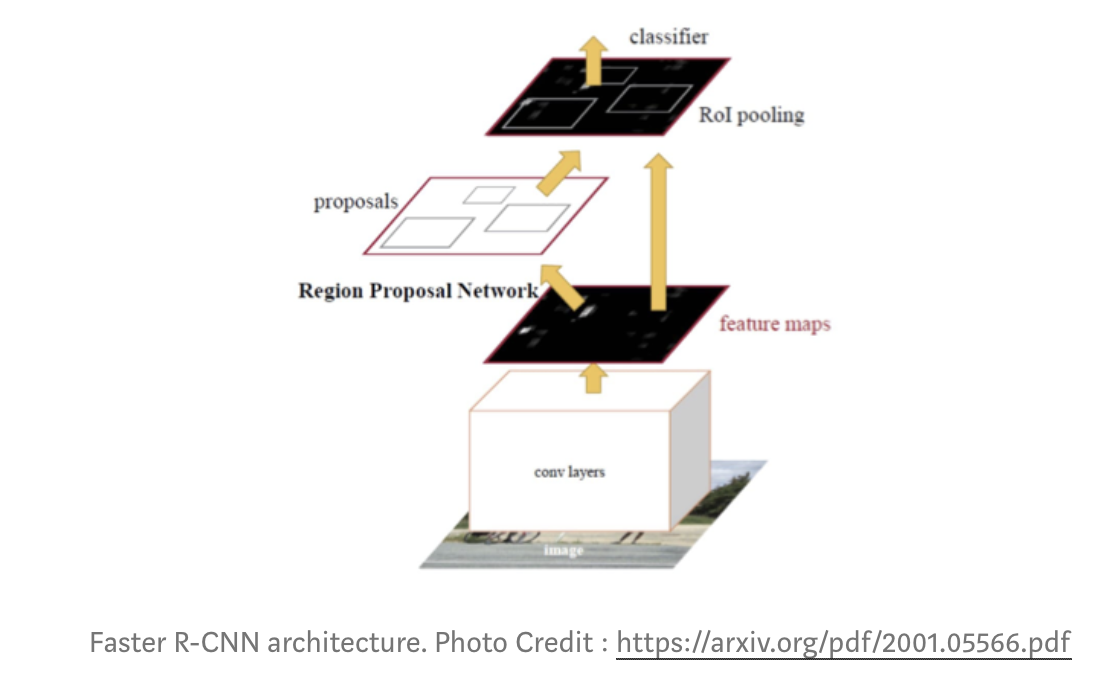 classifier
RoI pooling
proposals
Region Proposal Network
feature maps
conv layers
image
Faster R-CNN architecture. Photo Credit : https://arxiv.org/pdf/2001.05566.pdf